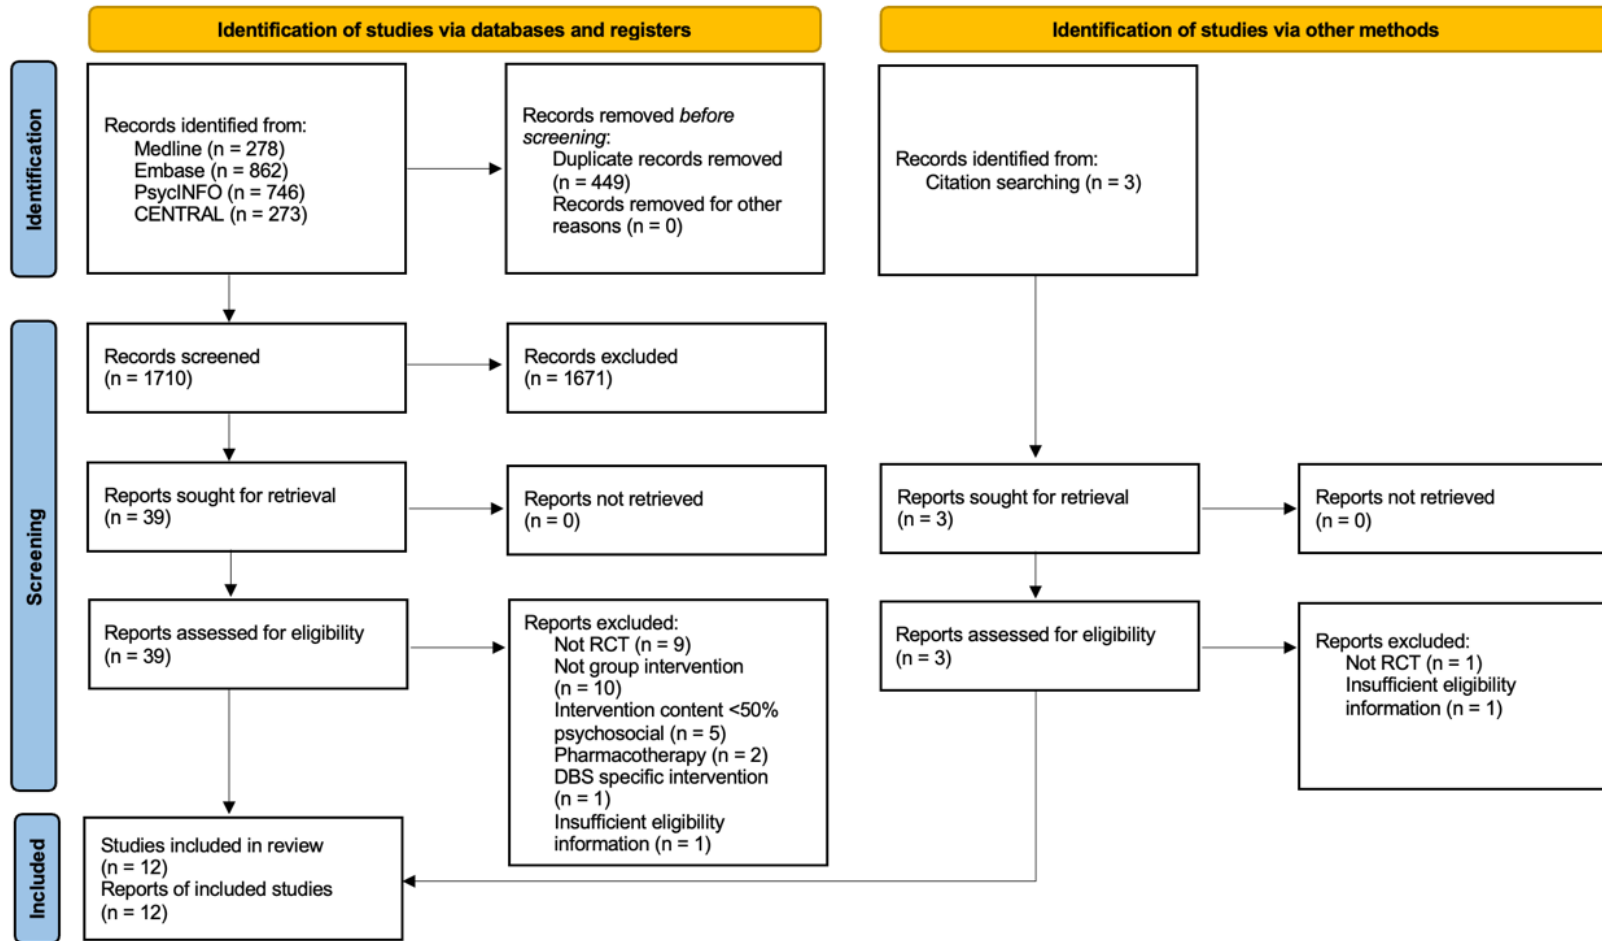 Identification of studies via databases and registers
Identification of studies via other methods
Identification
Records identified from:
Medline (n = 278)
Embase (n = 862)
PsycINFO (n = 746)
CENTRAL (n = 273)
Records removed before
screening:
Duplicate records removed
(n = 449)
Records removed for other
reasons (n = 0)
Records identified from:
Citation searching (n = 3)
Screening
Records screened
(n = 1710)
Records excluded
(n = 1671)
Reports sought for retrieval
(n = 39)
Reports not retrieved
(n = 0)
Reports sought for retrieval
(n = 3)
Reports not retrieved
(n = 0)
Reports assessed for eligibility
(n = 39)
Reports excluded:
Not RCT (n = 9)
Not group intervention
(n = 10)
Intervention content <50%
psychosocial (n = 5)
Pharmacotherapy (n = 2)
DBS specific intervention
(n = 1)
Insufficient eligibility
information (n = 1)
Reports assessed for eligibility
(n = 3)
Reports excluded:
Not RCT (n = 1)
Insufficient eligibility
information (n = 1)
Included
Studies included in review
(n = 12)
Reports of included studies
(n = 12)